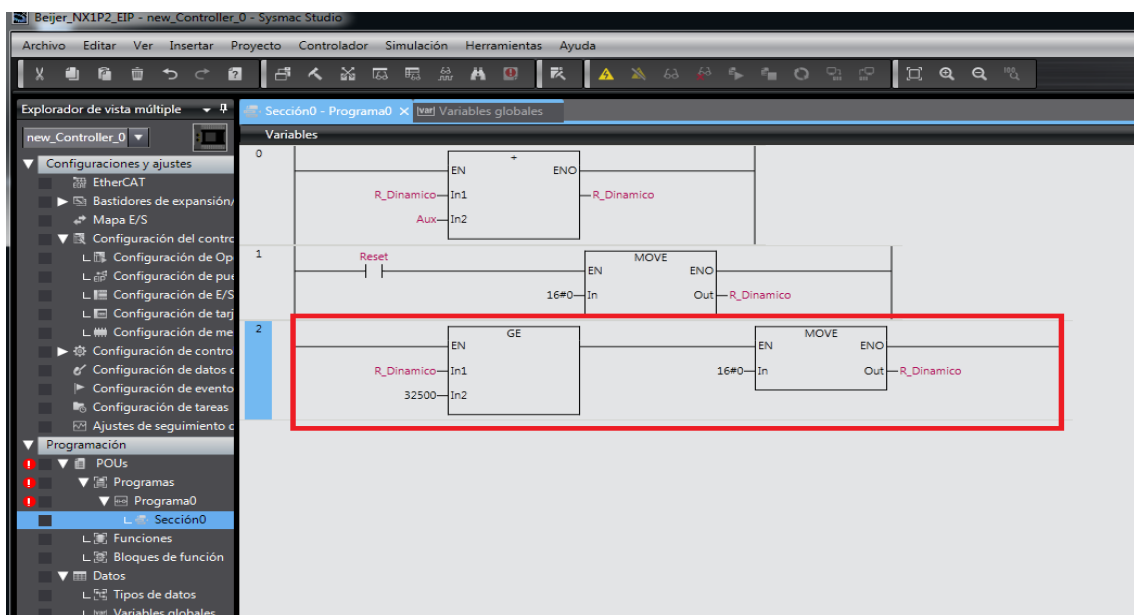 Beijer_NX1P2_EIP - new_Controller_0 - Sysmac Studio
Archivo Editar Ver Insertar Proyecto Controlador Simulación Herramientas Ayuda
Explorador de vista múltiple
new_Controller_0
Configuraciones y ajustes
EtherCAT
Bastidores de expansión/
Mapa E/S
Configuración del contro
Configuración de Op
Configuración de pue
Configuración de E/S
Configuración de tarj
Configuración de me
Configuración de contro
Configuración de datos c
Configuración de evento
Configuración de tareas
Ajustes de seguimiento c
Programación
POUs
Programas
Programa0
Sección0
Funciones
Bloques de función
Datos
Tipos de datos
Variables globales
Sección0 - Programa0 var Variables globales
Variables
0
+
EN ENO
R_Dinamico In1 R_Dinamico
Aux In2
1
Reset
MOVE
EN ENO
16#0 In Out R_Dinamico
2
GE
EN
R_Dinamico In1
32500 In2
MOVE
EN ENO
16#0 In Out R_Dinamico